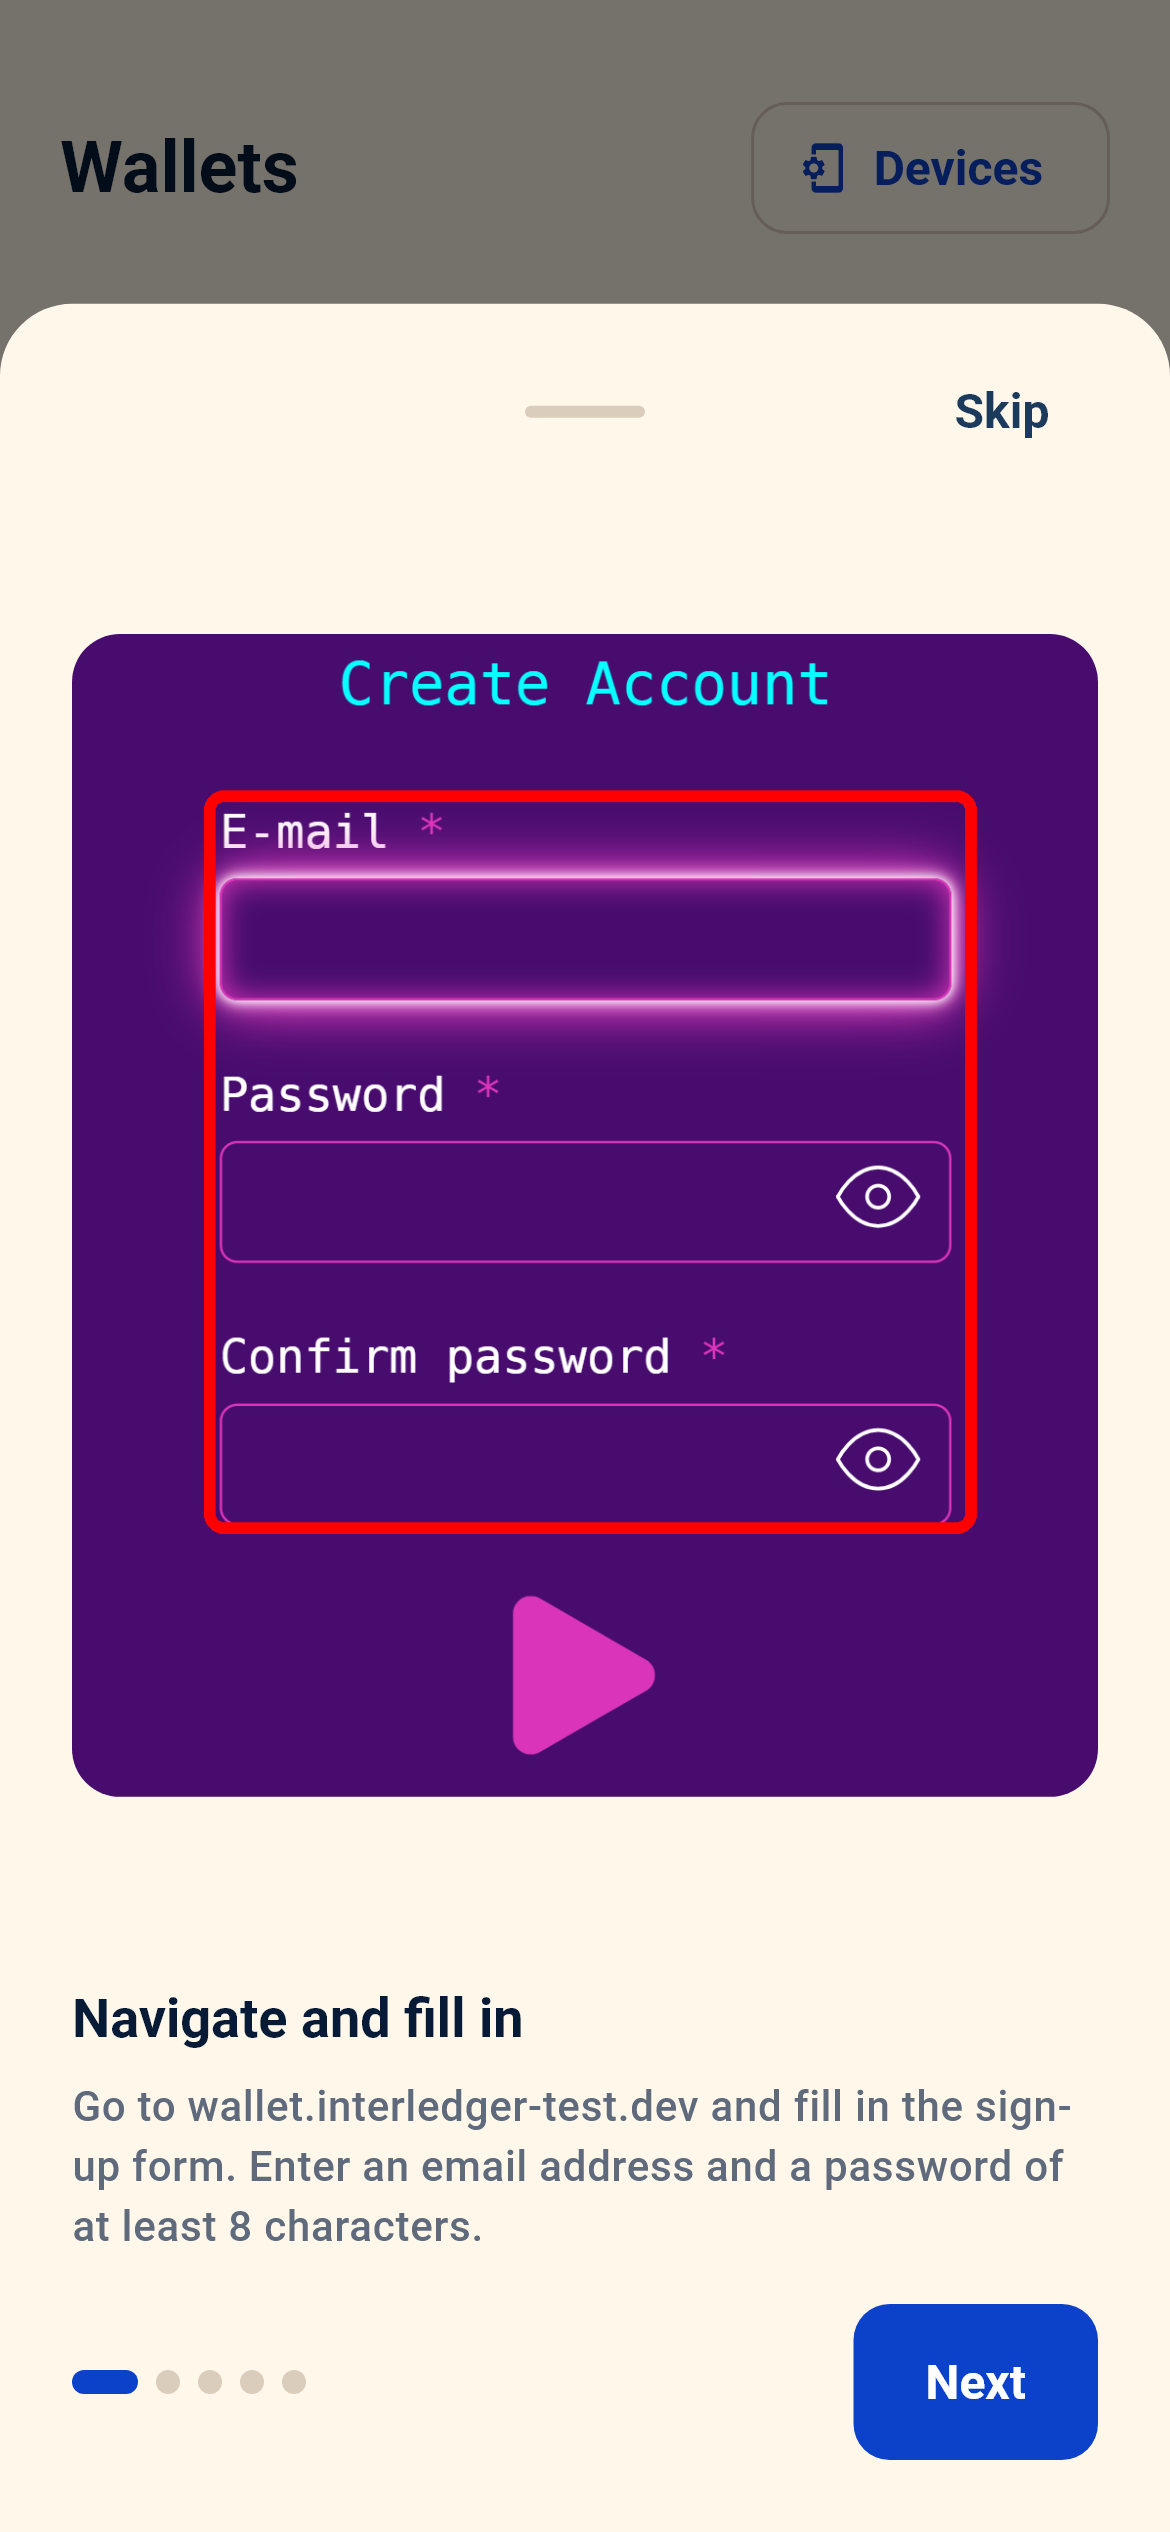 Wallets
Devices
Skip
Create Account
E-mail *
Password *
Confirm password *
Navigate and fill in
Go to wallet.interledger-test.dev and fill in the sign-
up form. Enter an email address and a password of
at least 8 characters.
Next